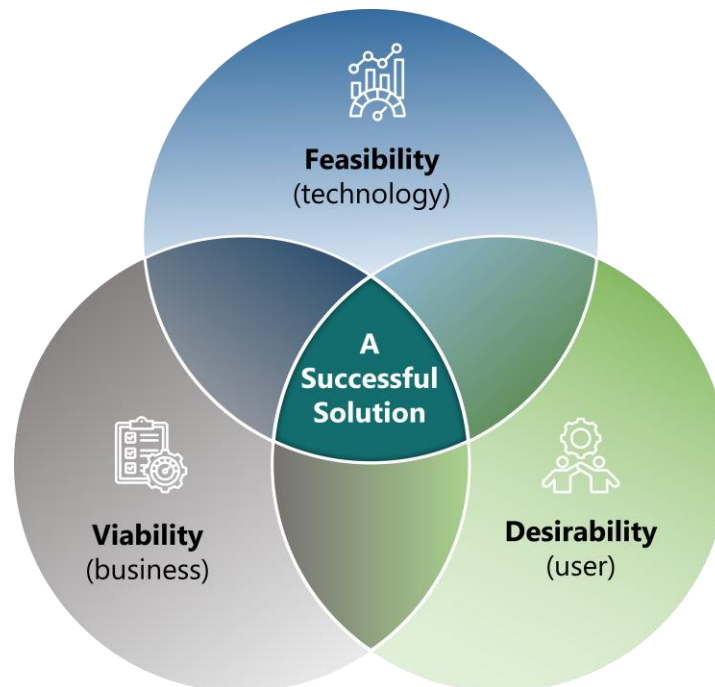 Feasibility
(technology)
A
Successful
Solution
Viability
(business)
Desirability
(user)